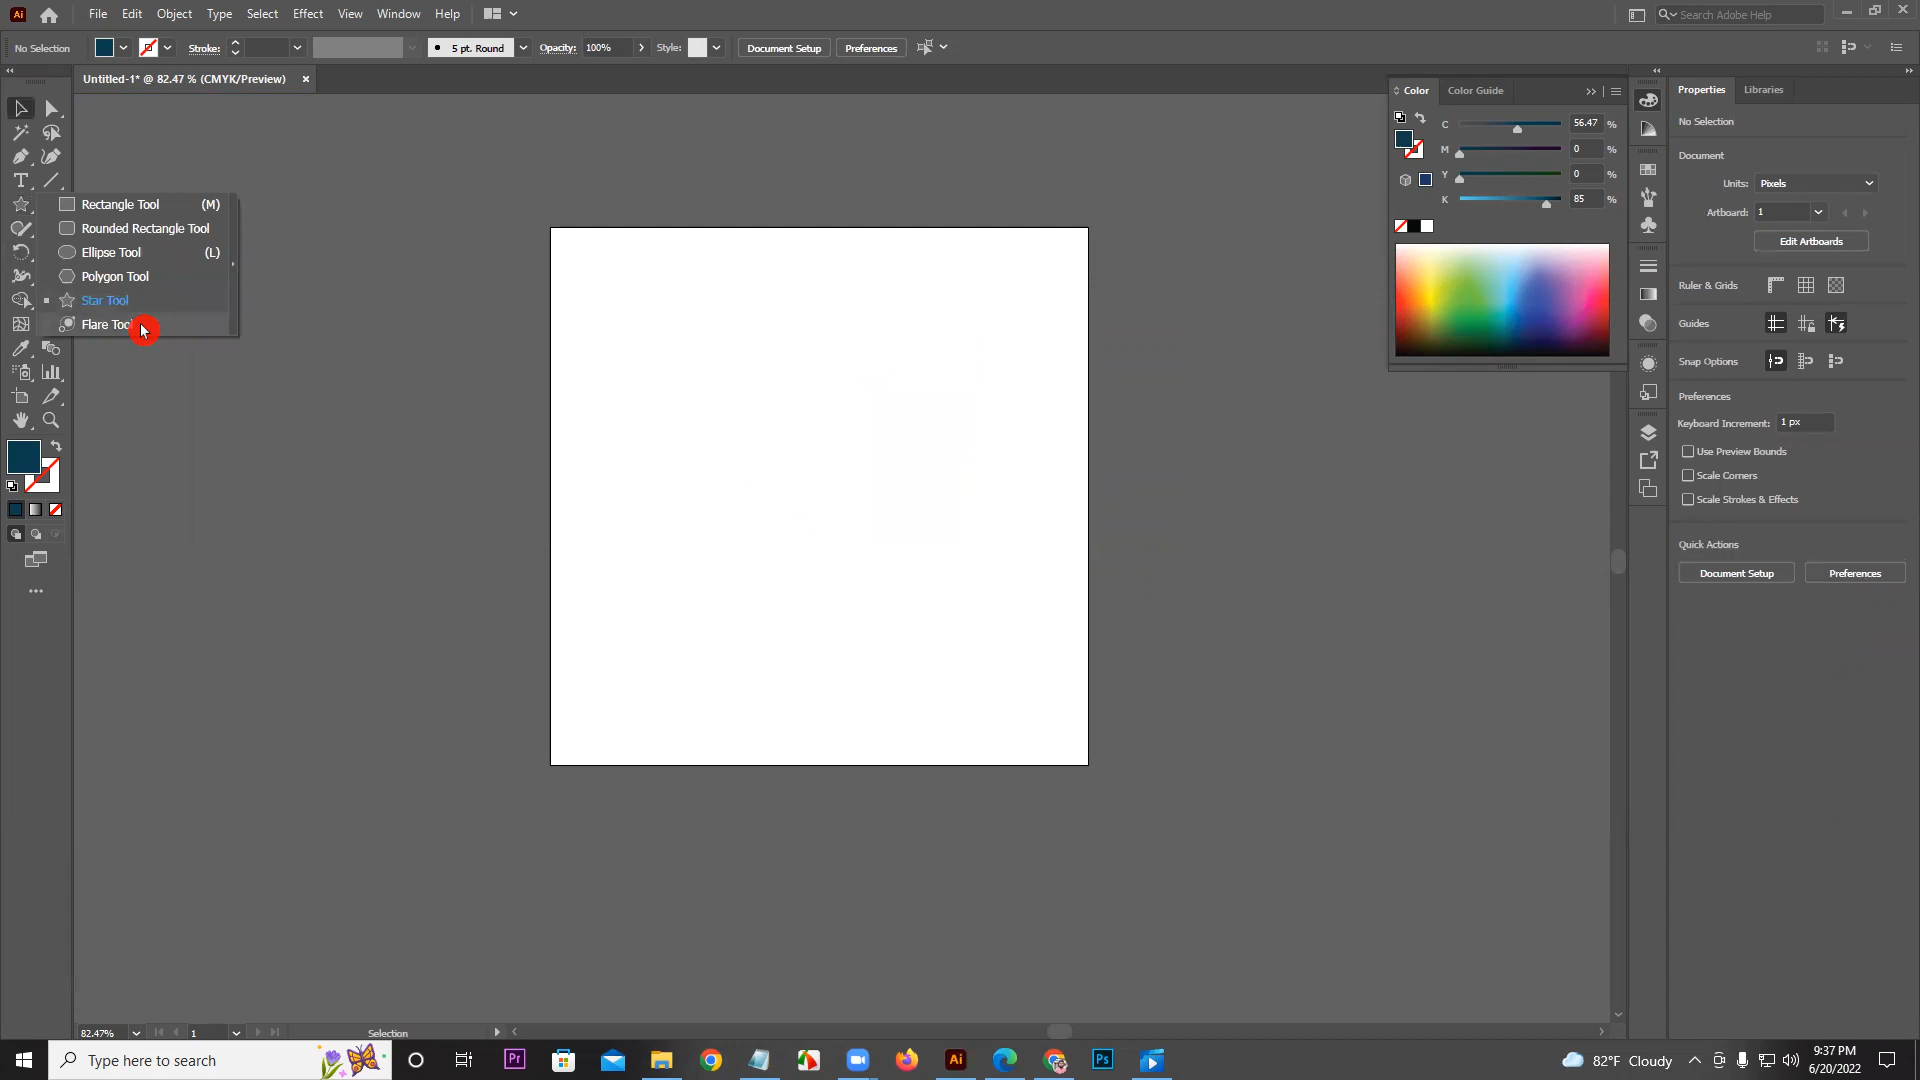 Ai File Edit Object Type Select Effect View Window Help Search Adobe Help
No Selection Stroke: 5 pt. Round Opacity: 100% Style: Document Setup Preferences
Untitled-1* @ 82.47 % (CMYK/Preview) ×
Color Color Guide
Properties Libraries
No Selection
C 56.47 %
M 0 %
Y 0 %
K 85 %
Document
Units: Pixels
Artboard: 1
Edit Artboards
Ruler & Grids
Guides
Snap Options
Preferences
Keyboard Increment: 1 px
Use Preview Bounds
Scale Corners
Scale Strokes & Effects
Quick Actions
Document Setup Preferences
T
Rectangle Tool (M)
Rounded Rectangle Tool
Ellipse Tool (L)
Polygon Tool
Star Tool
Flare Tool
82.47% 1 Selection
Type here to search Pr Ai Ps 82°F Cloudy
9:37 PM
6/20/2022